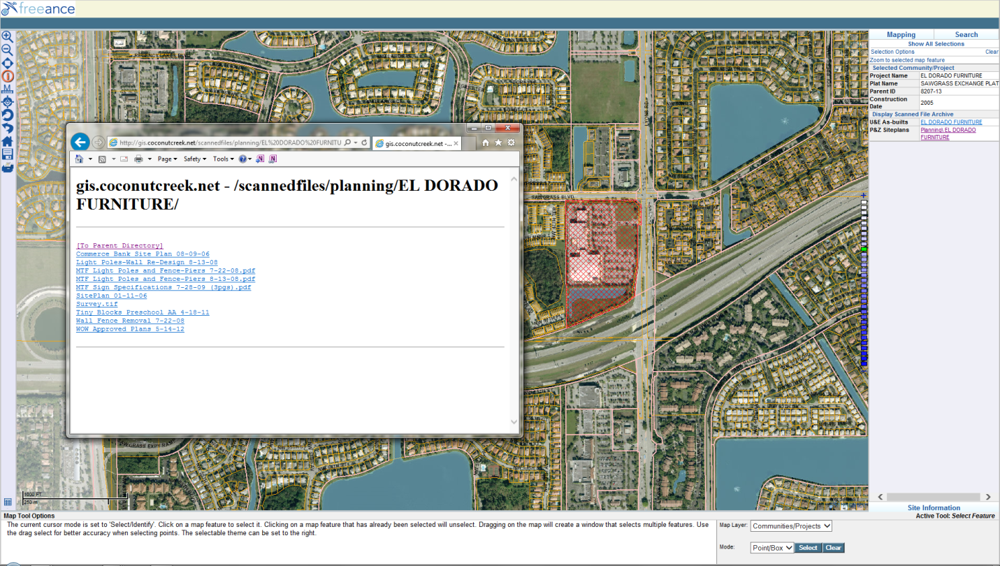 freeance
REGENCY LAKES BLVD
SAWGRASS BLVD
SAWGRASS EXPY RAMP
1000 FT
250 m
http://gis.coconutcreek.net/scannedfiles/planning/EL%20DORADO%20FURNITU
gis.coconutcreek.net -...
Page
Safety
Tools
gis.coconutcreek.net - /scannedfiles/planning/EL DORADO
FURNITURE/
[To Parent Directory]
Commerce Bank Site Plan 08-09-06
Light Poles-Wall Re-Design 8-13-08
MTF Light Poles and Fence-Piers 7-22-08.pdf
MTF Light Poles and Fence-Piers 8-13-08.pdf
MTF Sign Specifications 7-28-09 (3pgs).pdf
SitePlan 01-11-06
Survey.tif
Tiny Blocks Preschool AA 4-18-11
Wall Fence Removal 7-22-08
WOW Approved Plans 5-14-12
Mapping Search
Show All Selections
Selection Options Clear
Zoom to selected map feature
Selected Community/Project
Project Name EL DORADO FURNITURE
Plat Name SAWGRASS EXCHANGE PLAT
Parent ID 8207-13
Construction
Date 2005
Display Scanned File Archive
U&E As-builts EL DORADO FURNITURE
P&Z Siteplans Planning\ EL DORADO
FURNITURE
Site Information
Active Tool: Select Feature
Map Tool Options
The current cursor mode is set to 'Select/Identify'. Click on a map feature to select it. Clicking on a map feature that has already been selected will unselect. Dragging on the map will create a window that selects multiple features. Use
the drag select for better accuracy when selecting points. The selectable theme can be set to the right.
Map Layer: Communities/Projects
Mode: Point/Box Select Clear